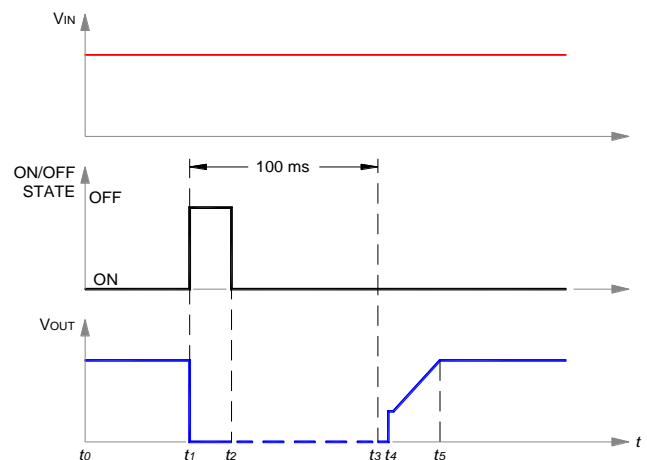 VIN
100 ms
ON/OFF
STATE
OFF
ON
VOUT
t0 t1 t2 t3 t4 t5 t